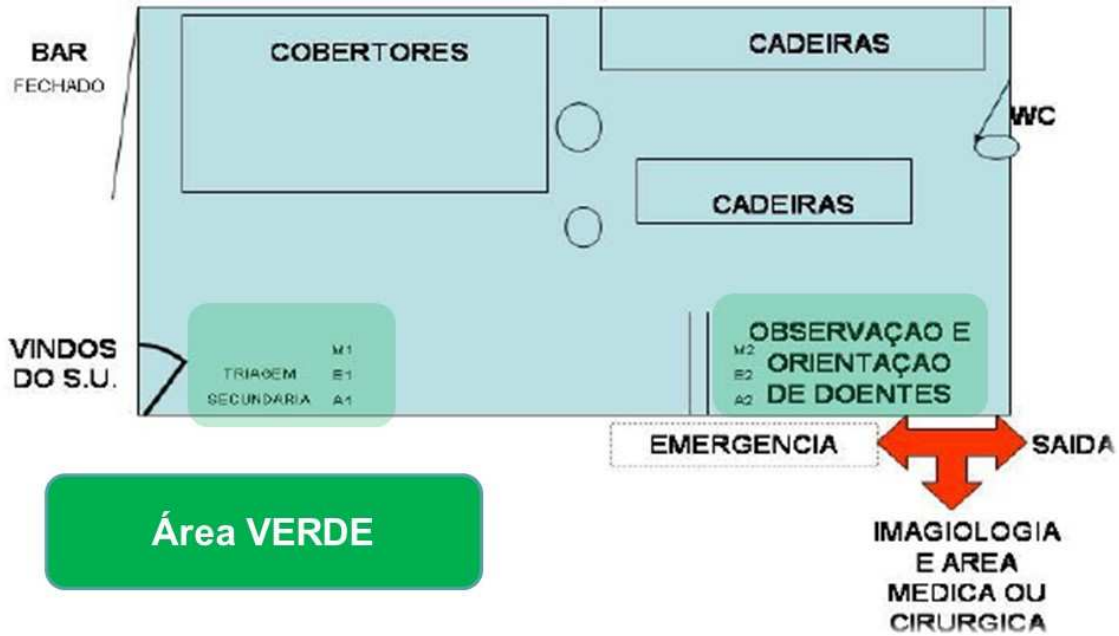 BAR
FECHADO
COBERTORES
CADEIRAS
WC
CADEIRAS
VINDOS
DO S.U.
M1
TRIAGEM E1
SECUNDARIA A1
OBSERVAÇAO E
M2
ORIENTAÇAO
E2
DE DOENTES
A2
EMERGENCIA
SAIDA
Área VERDE
IMAGIOLOGIA
E AREA
MEDICA OU
CIRURGICA